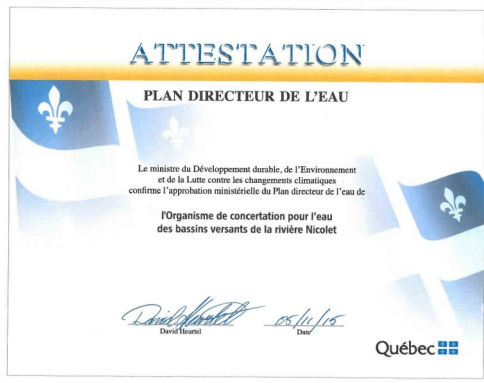 ATTESTATION
PLAN DIRECTEUR DE L'EAU
Le ministre du Développement durable, de l'Environnement
et de la Lutte contre les changements climatiques
confirme l'approbation ministérielle du Plan directeur de l'eau de
l'Organisme de concertation pour l'eau
des bassins versants de la rivière Nicolet
David Heurtel 05/11/15
David Heurtel Date
Québec